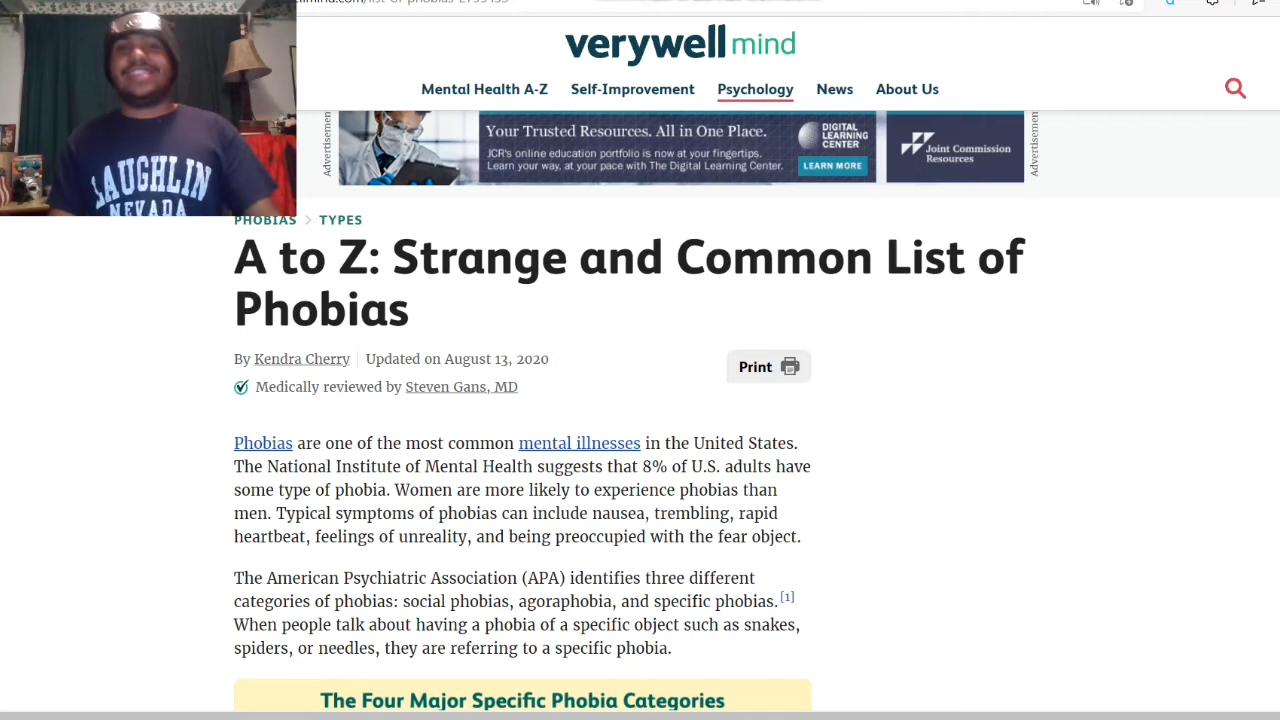 verywell mind
Mental Health A-Z Self-Improvement Psychology News About Us
Advertisement
Your Trusted Resources. All in One Place.
JCR's online education portfolio is now at your fingertips.
Learn your way, at your pace with The Digital Learning Center.
DIGITAL
LEARNING
CENTER
LEARN MORE
Joint Commission
Resources
Advertisement
LAUGHLIN
NEVADA
PHOBIAS > TYPES
A to Z: Strange and Common List of
Phobias
By Kendra Cherry Updated on August 13, 2020
Print
Medically reviewed by Steven Gans, MD
Phobias are one of the most common mental illnesses in the United States.
The National Institute of Mental Health suggests that 8% of U.S. adults have
some type of phobia. Women are more likely to experience phobias than
men. Typical symptoms of phobias can include nausea, trembling, rapid
heartbeat, feelings of unreality, and being preoccupied with the fear object.
The American Psychiatric Association (APA) identifies three different
categories of phobias: social phobias, agoraphobia, and specific phobias. [1]
When people talk about having a phobia of a specific object such as snakes,
spiders, or needles, they are referring to a specific phobia.
The Four Major Specific Phobia Categories